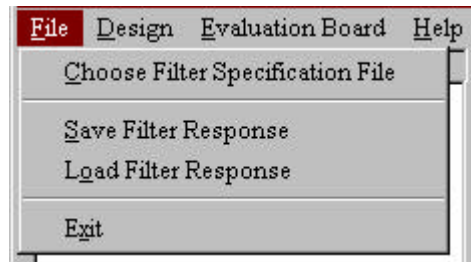 File Design Evaluation Board Help
Choose Filter Specification File
Save Filter Response
Load Filter Response
Exit